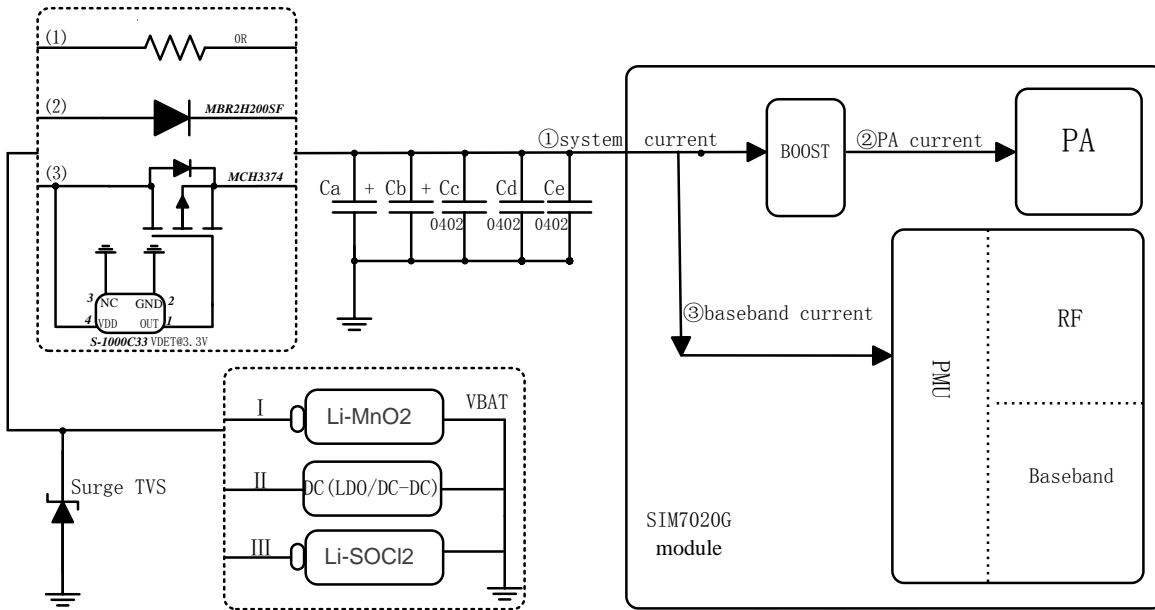 (1) 0R
(2) MBR2H200SF
(3) MCH3374
3 NC GND 2
4 VDD OUT 1
S-1000C33 VDET@3.3V
Ca + Cb + Cc Cd Ce
0402 0402 0402
①system current
BOOST
②PA current
PA
③baseband current
PMU
RF
Baseband
SIM7020G
module
Surge TVS
I Li-MnO2 VBAT
II DC(LDO/DC-DC)
III Li-SOCl2